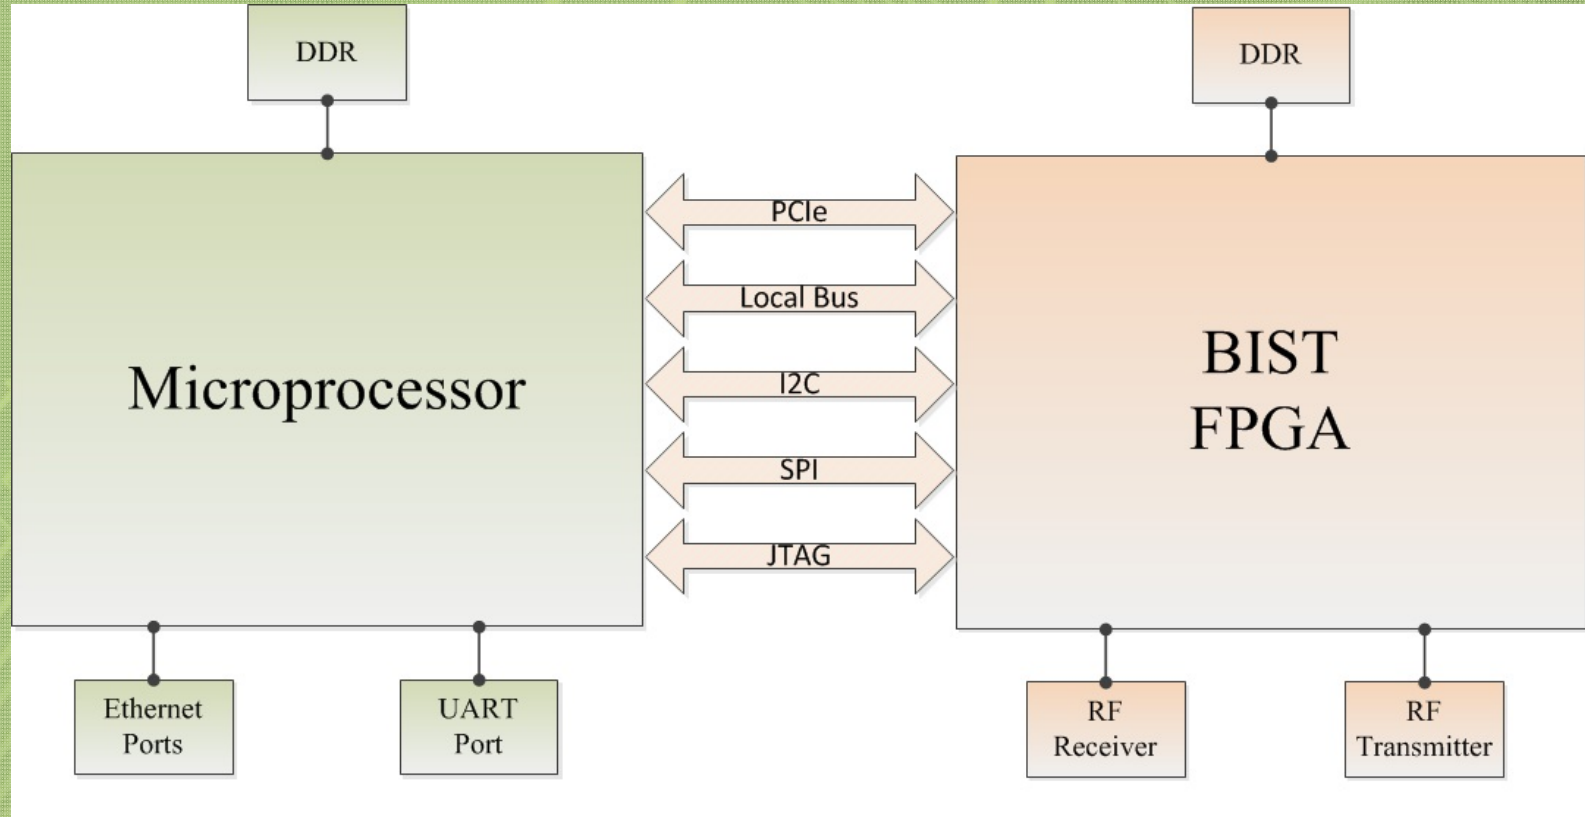 DDR
DDR
Microprocessor
PCIe
Local Bus
I2C
SPI
JTAG
BIST
FPGA
Ethernet
Ports
UART
Port
RF
Receiver
RF
Transmitter